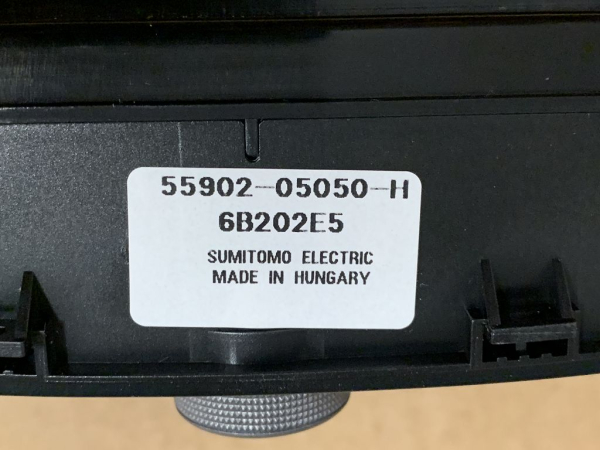 55902-05050-H
6B202E5
SUMITOMO ELECTRIC
MADE IN HUNGARY